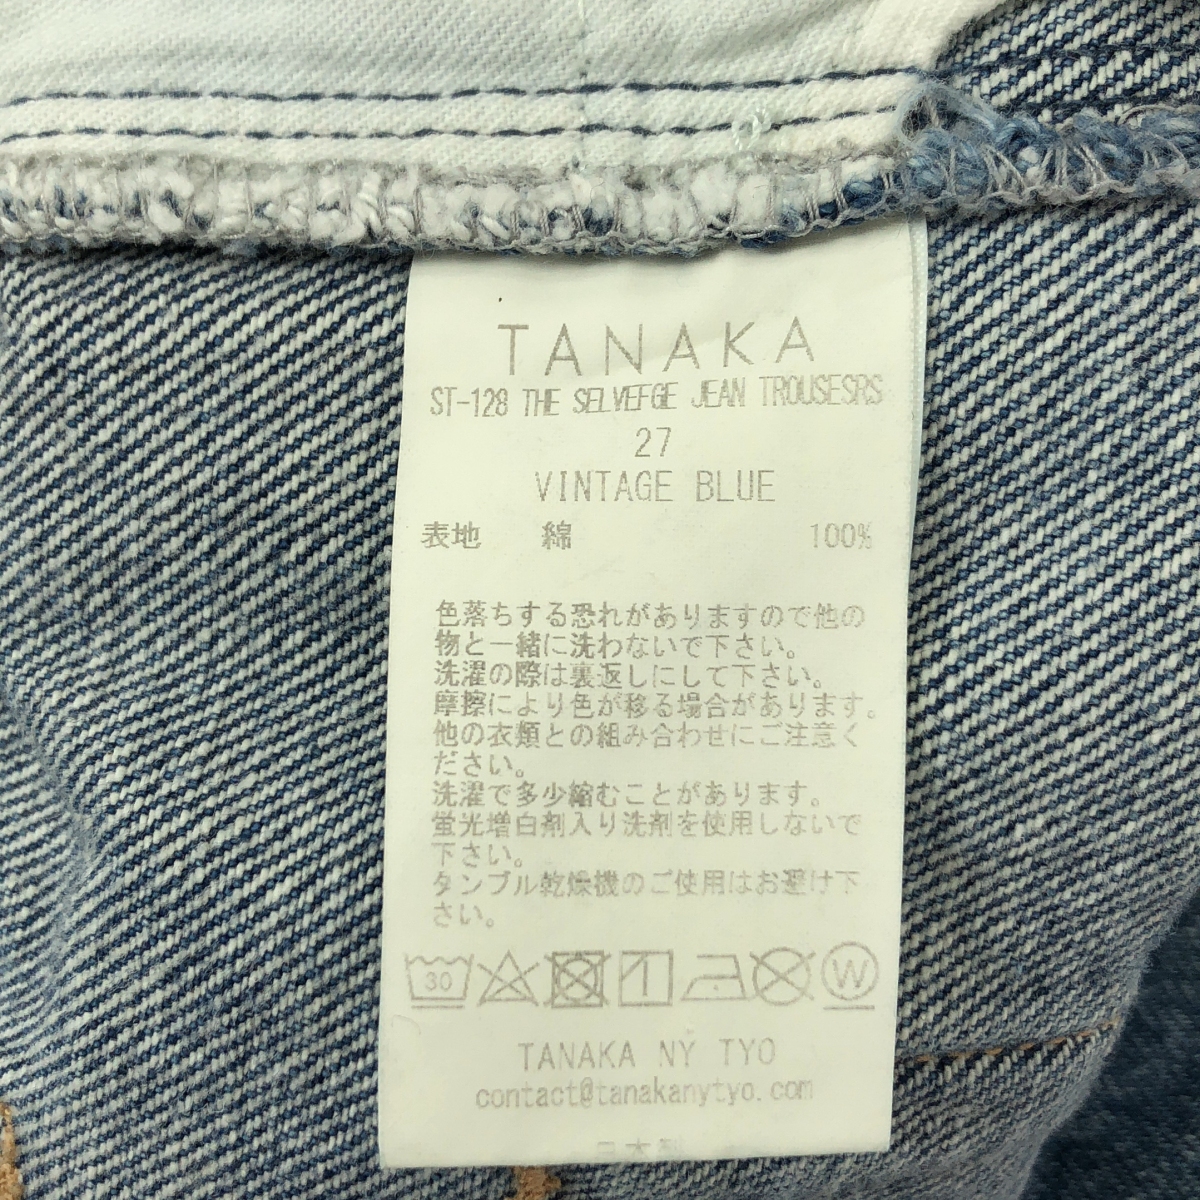 TANAKA
ST-128 THE SELVEFGE JEAN TROUSESRS
27
VINTAGE BLUE
表地 綿 100%
色落ちする恐れがありますので他の
物と一緒に洗わないで下さい。
洗濯の際は裏返しにして下さい。
摩擦により色が移る場合があります。
他の衣類との組み合わせにご注意く
ださい。
洗濯で多少縮むことがあります。
蛍光増白剤入り洗剤を使用しないで
下さい。
タンブル乾燥機のご使用はお避け下
さい。
30 W
TANAKA NY TYO
contact@tanakanytyo.com
日本製